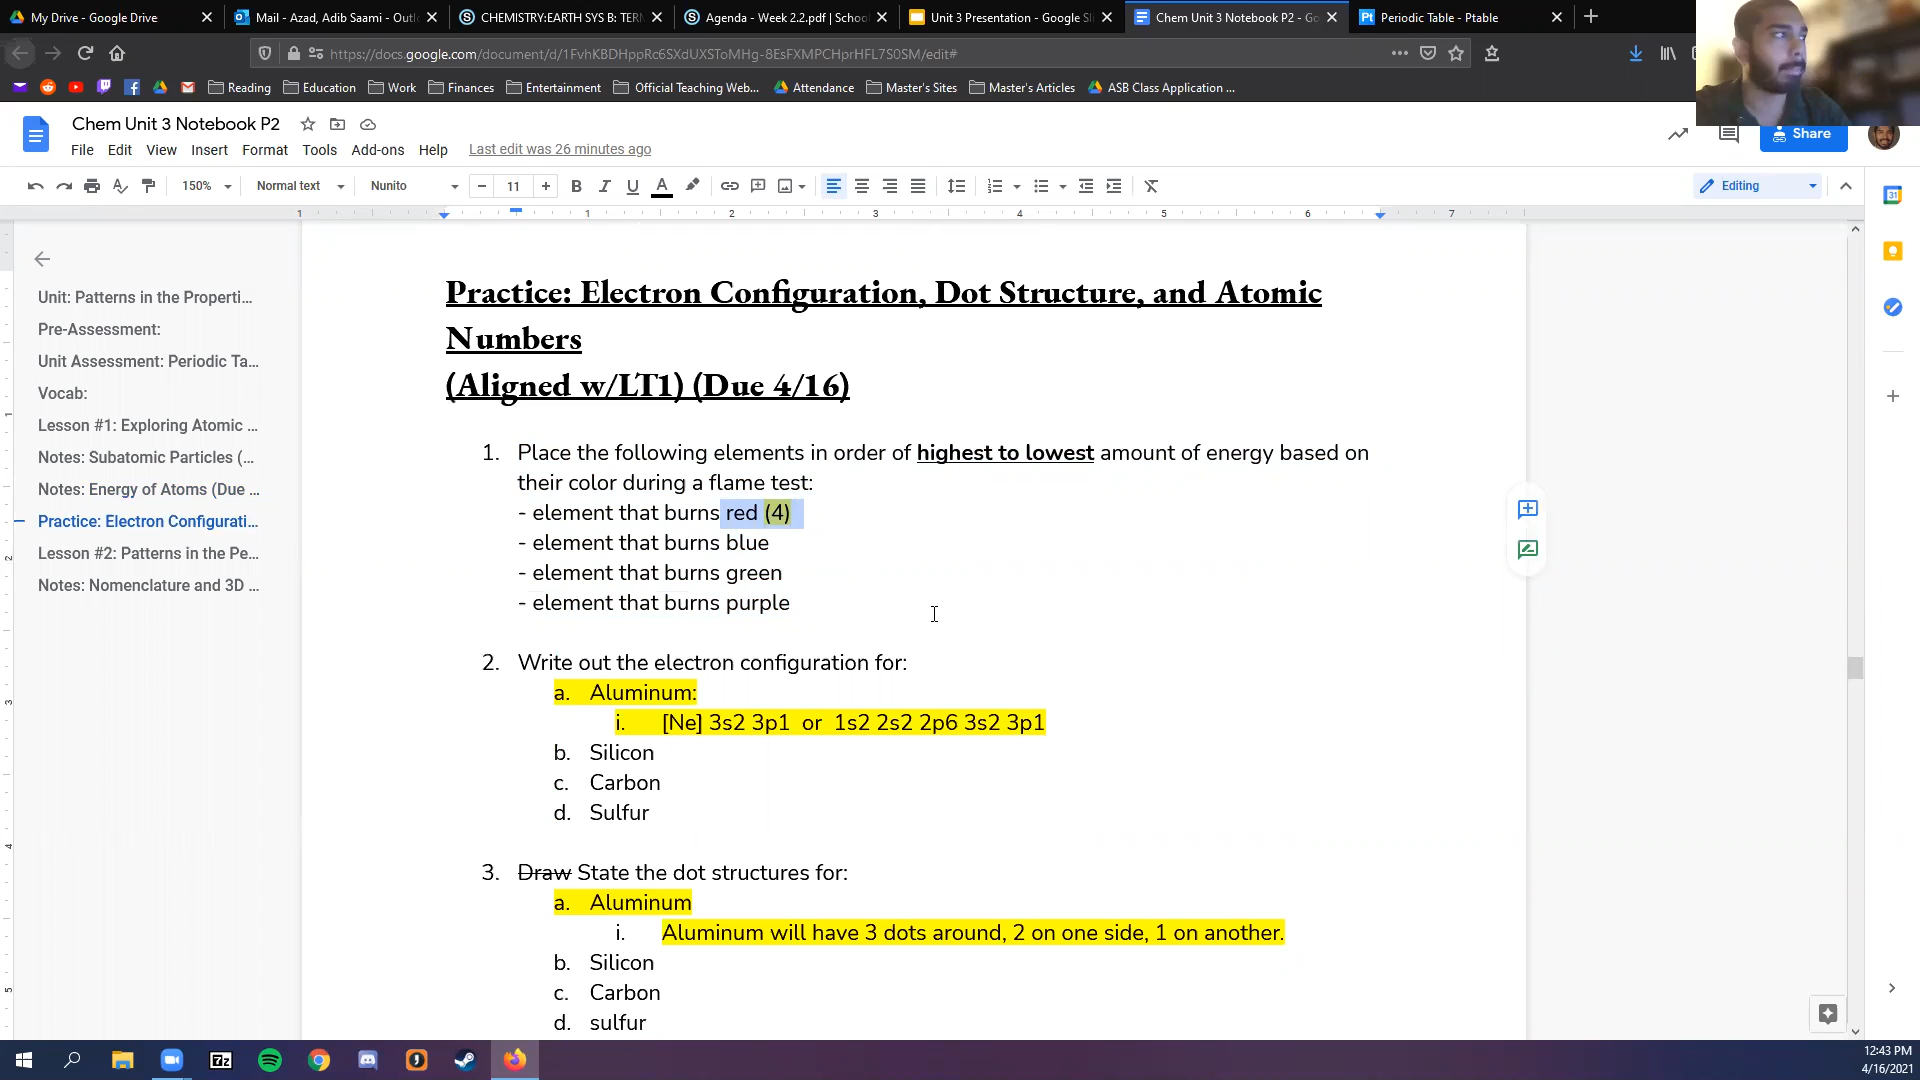 My Drive - Google Drive
Mail - Azad, Adib Saami - Outl
CHEMISTRY:EARTH SYS B: TERM
Agenda - Week 2.2.pdf | School
Unit 3 Presentation - Google Sl
Chem Unit 3 Notebook P2 - Go
Periodic Table - Ptable
https://docs.google.com/document/d/1FvhKBDHppRc6SXdUXSToMHg-8EsFXMPCHprHFL7S0SM/edit#
Reading
Education
Work
Finances
Entertainment
Official Teaching Web...
Attendance
Master's Sites
Master's Articles
ASB Class Application ...
Chem Unit 3 Notebook P2
File Edit View Insert Format Tools Add-ons Help Last edit was 26 minutes ago
Share
150% Normal text Nunito 11 Editing
1 1 2 3 4 5 6 7
Unit: Patterns in the Properti...
Pre-Assessment:
Unit Assessment: Periodic Ta...
Vocab:
Lesson #1: Exploring Atomic ...
Notes: Subatomic Particles (...
Notes: Energy of Atoms (Due ...
Practice: Electron Configurati...
Lesson #2: Patterns in the Pe...
Notes: Nomenclature and 3D ...
Practice: Electron Configuration, Dot Structure, and Atomic
Numbers
(Aligned w/LT1) (Due 4/16)
1. Place the following elements in order of highest to lowest amount of energy based on
their color during a flame test:
- element that burns red (4)
- element that burns blue
- element that burns green
- element that burns purple
2. Write out the electron configuration for:
a. Aluminum:
i. [Ne] 3s2 3p1 or 1s2 2s2 2p6 3s2 3p1
b. Silicon
c. Carbon
d. Sulfur
3. Draw State the dot structures for:
a. Aluminum
i. Aluminum will have 3 dots around, 2 on one side, 1 on another.
b. Silicon
c. Carbon
d. sulfur
12:43 PM
4/16/2021